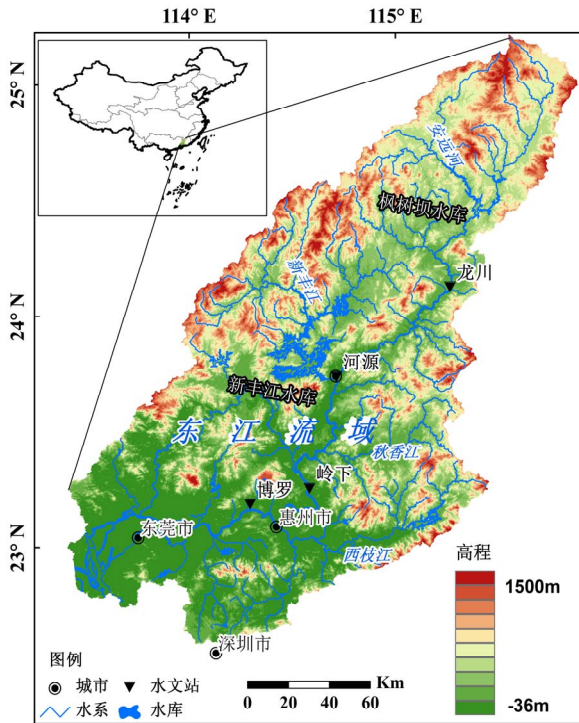 114° E
115° E
25° N
24° N
23° N
安远河
枫树坝水库
龙川
新丰江
河源
新丰江水库
东江流域
秋香江
岭下
博罗
惠州市
东莞市
西枝江
深圳市
高程
1500m
-36m
图例
城市
水文站
水系
水库
0 20 40 60 Km